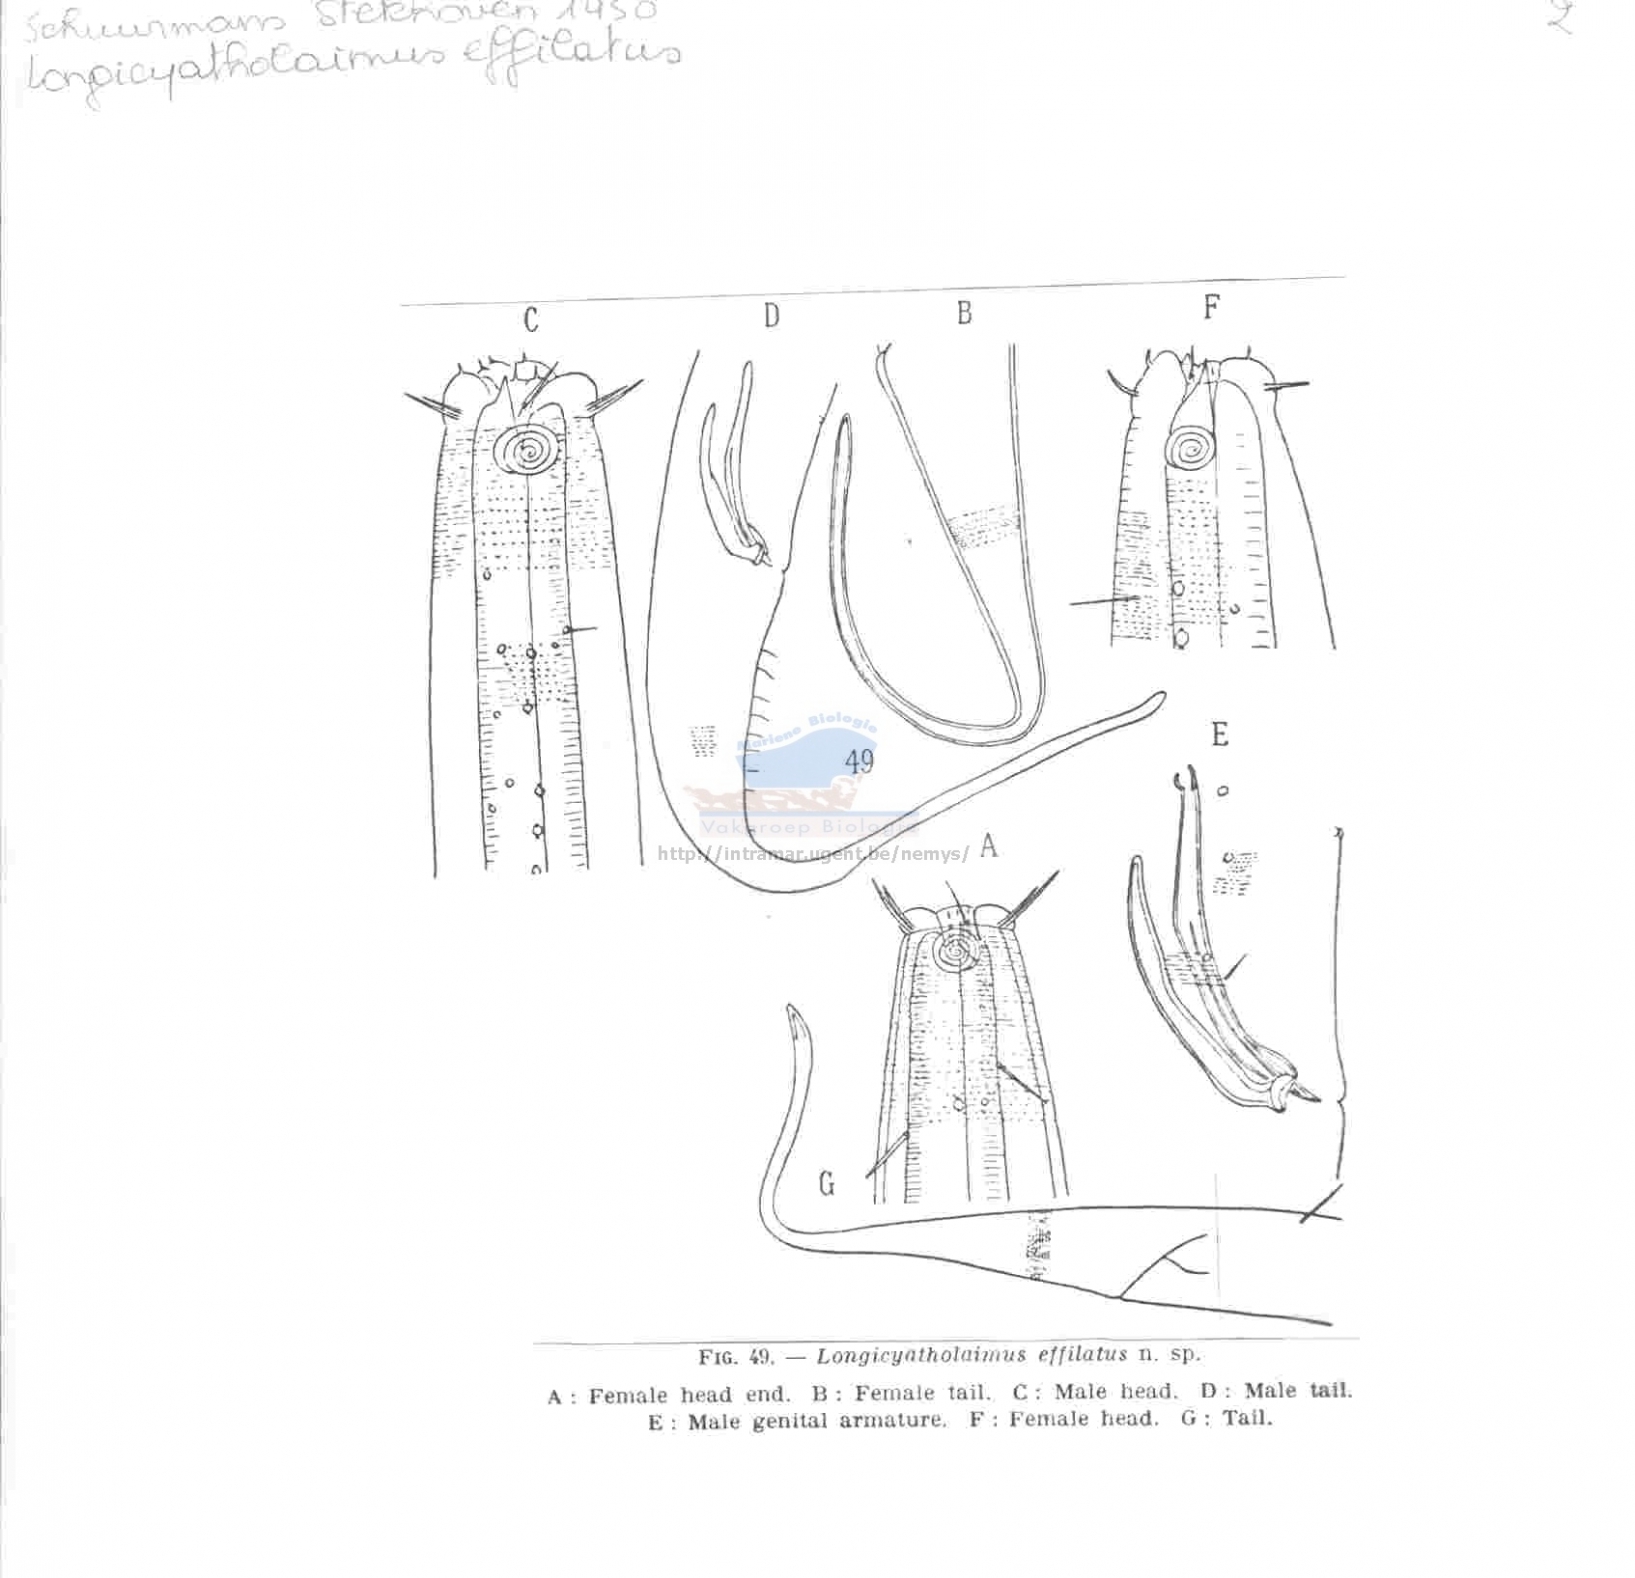 Schuurmans Stekhoven 1950
2
Longicyatholaimus effilatus
C
D
B
F
E
49
Mariene Biologie
Vakgroep Biologie
http://intramar.ugent.be/nemys/
A
G
FIG. 49. — Longicyatholaimus effilatus n. sp.
A : Female head end. B : Female tail. C : Male head. D : Male tail.
E : Male genital armature. F : Female head. G : Tail.